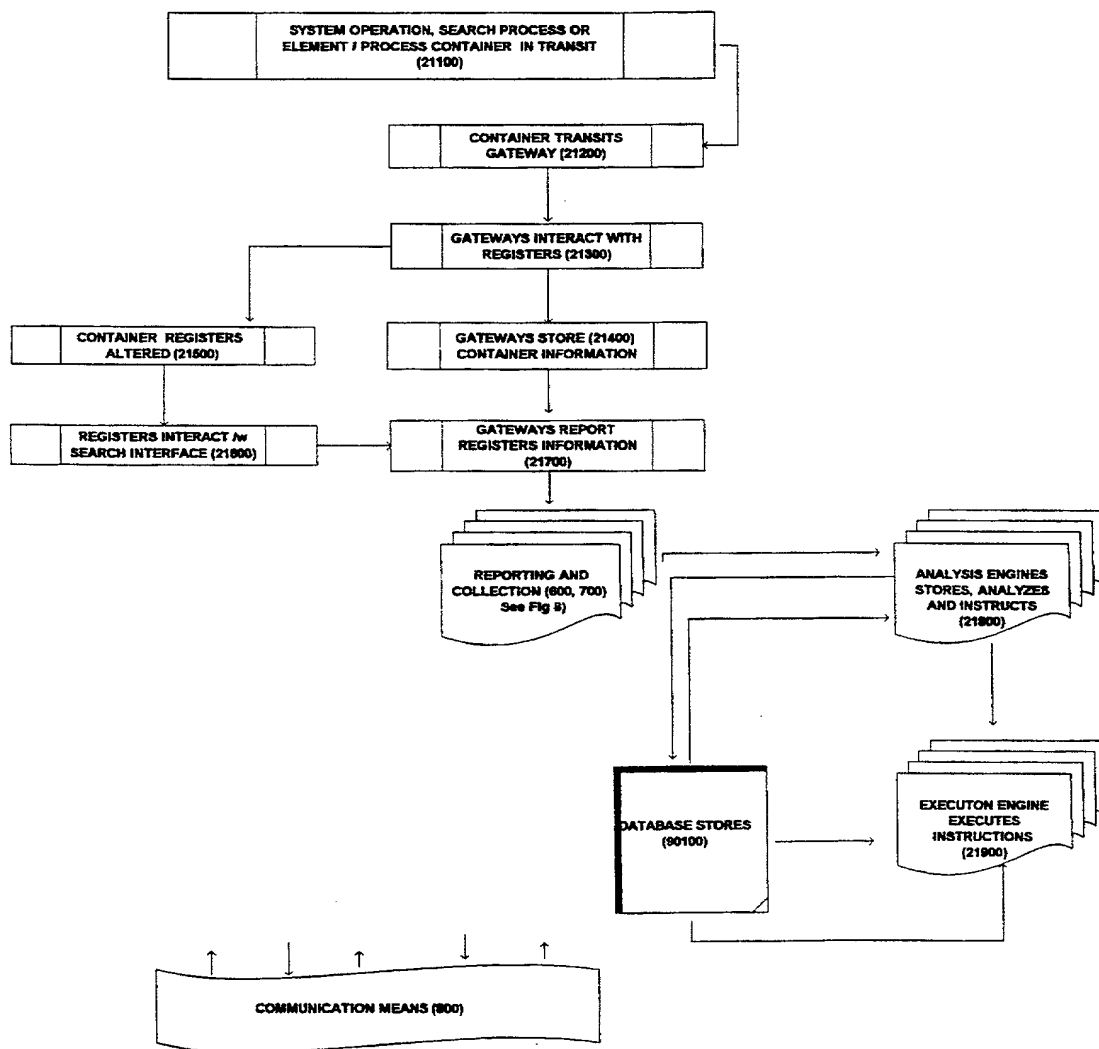 SYSTEM OPERATION, SEARCH PROCESS OR
ELEMENT / PROCESS CONTAINER IN TRANSIT
(21100)
CONTAINER TRANSITS
GATEWAY (21200)
GATEWAYS INTERACT WITH
REGISTERS (21300)
CONTAINER REGISTERS
ALTERED (21500)
GATEWAYS STORE (21400)
CONTAINER INFORMATION
REGISTERS INTERACT /w
SEARCH INTERFACE (21600)
GATEWAYS REPORT
REGISTERS INFORMATION
(21700)
REPORTING AND
COLLECTION (600, 700)
See Fig 8)
ANALYSIS ENGINES
STORES, ANALYZES
AND INSTRUCTS
(21800)
DATABASE STORES
(90100)
EXECUTON ENGINE
EXECUTES
INSTRUCTIONS
(21900)
COMMUNICATION MEANS (800)